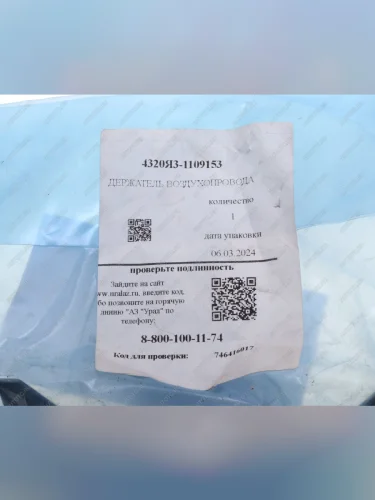 4320Я3-1109153
ДЕРЖАТЕЛЬ ВОЗДУХОПРОВОДА
количество
1
дата упаковки
06.03.2024
проверьте подлинность
Зайдите на сайт
ww.uralaz.ru, введите код,
бо позвоните на горячую
линию "АЗ "Урал" по
телефону:
8-800-100-11-74
Код для проверки: